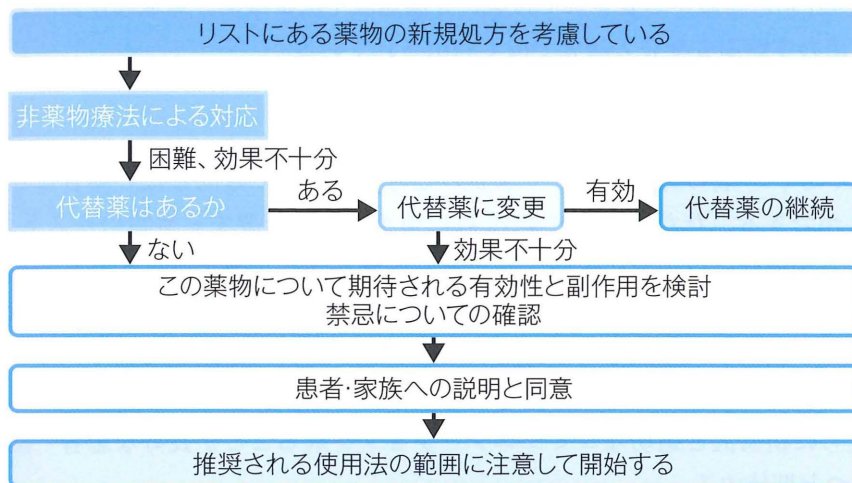 リストにある薬物の新規処方を考慮している
非薬物療法による対応
困難、効果不十分
代替薬はあるか
ある
代替薬に変更
有効
代替薬の継続
ない
効果不十分
この薬物について期待される有効性と副作用を検討
禁忌についての確認
患者・家族への説明と同意
推奨される使用法の範囲に注意して開始する